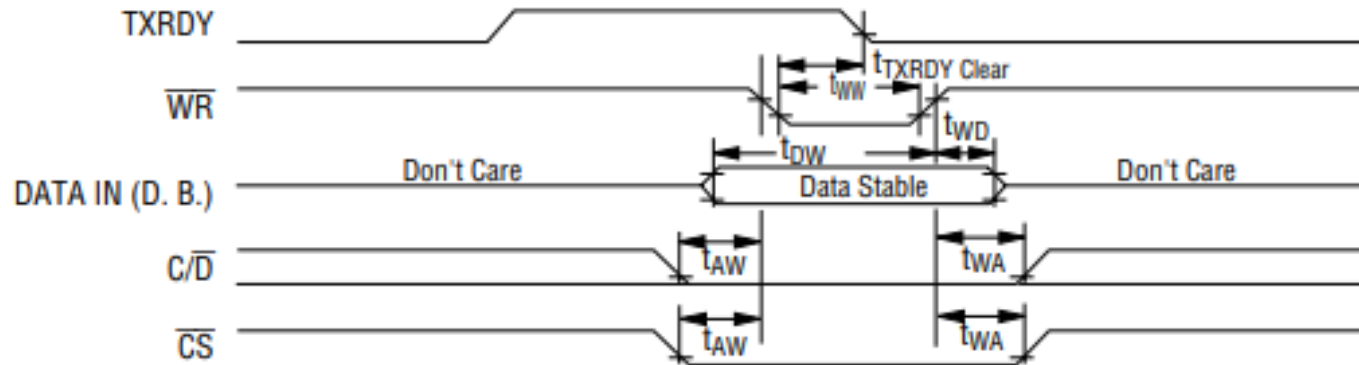 TXRDY
tTXRDY Clear
WR
tWW
tWD
tDW
Don't Care
Data Stable
Don't Care
DATA IN (D. B.)
C/D
tAW
tWA
CS
tAW
tWA